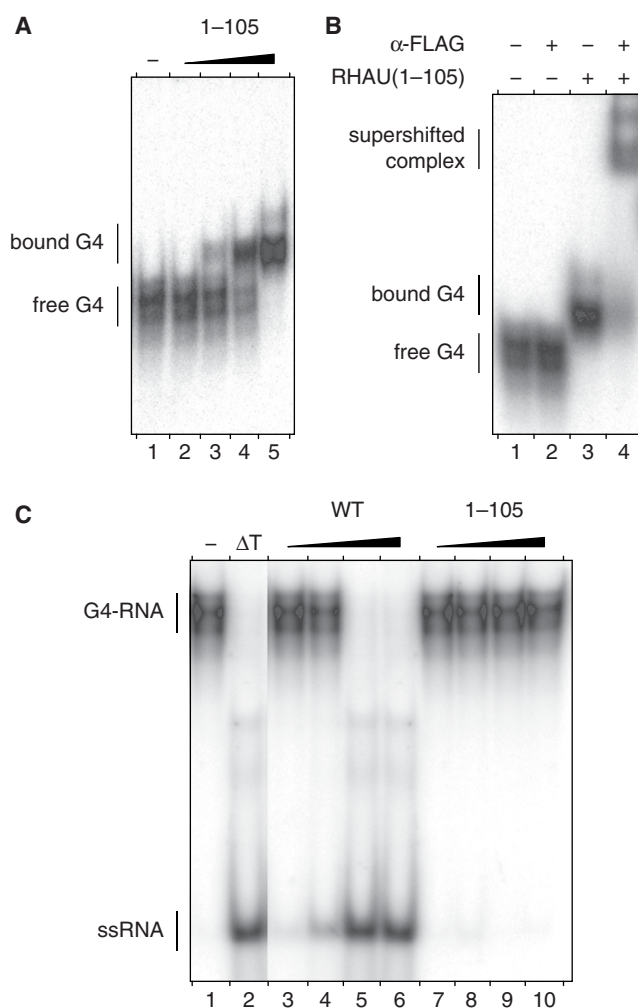 A
1–105
–
bound G4
free G4
1 2 3 4 5
B
α-FLAG – + – +
RHAU(1–105) – – + +
supershifted
complex
bound G4
free G4
1 2 3 4
C
WT 1–105
– ΔT
G4-RNA
ssRNA
1 2 3 4 5 6 7 8 9 10